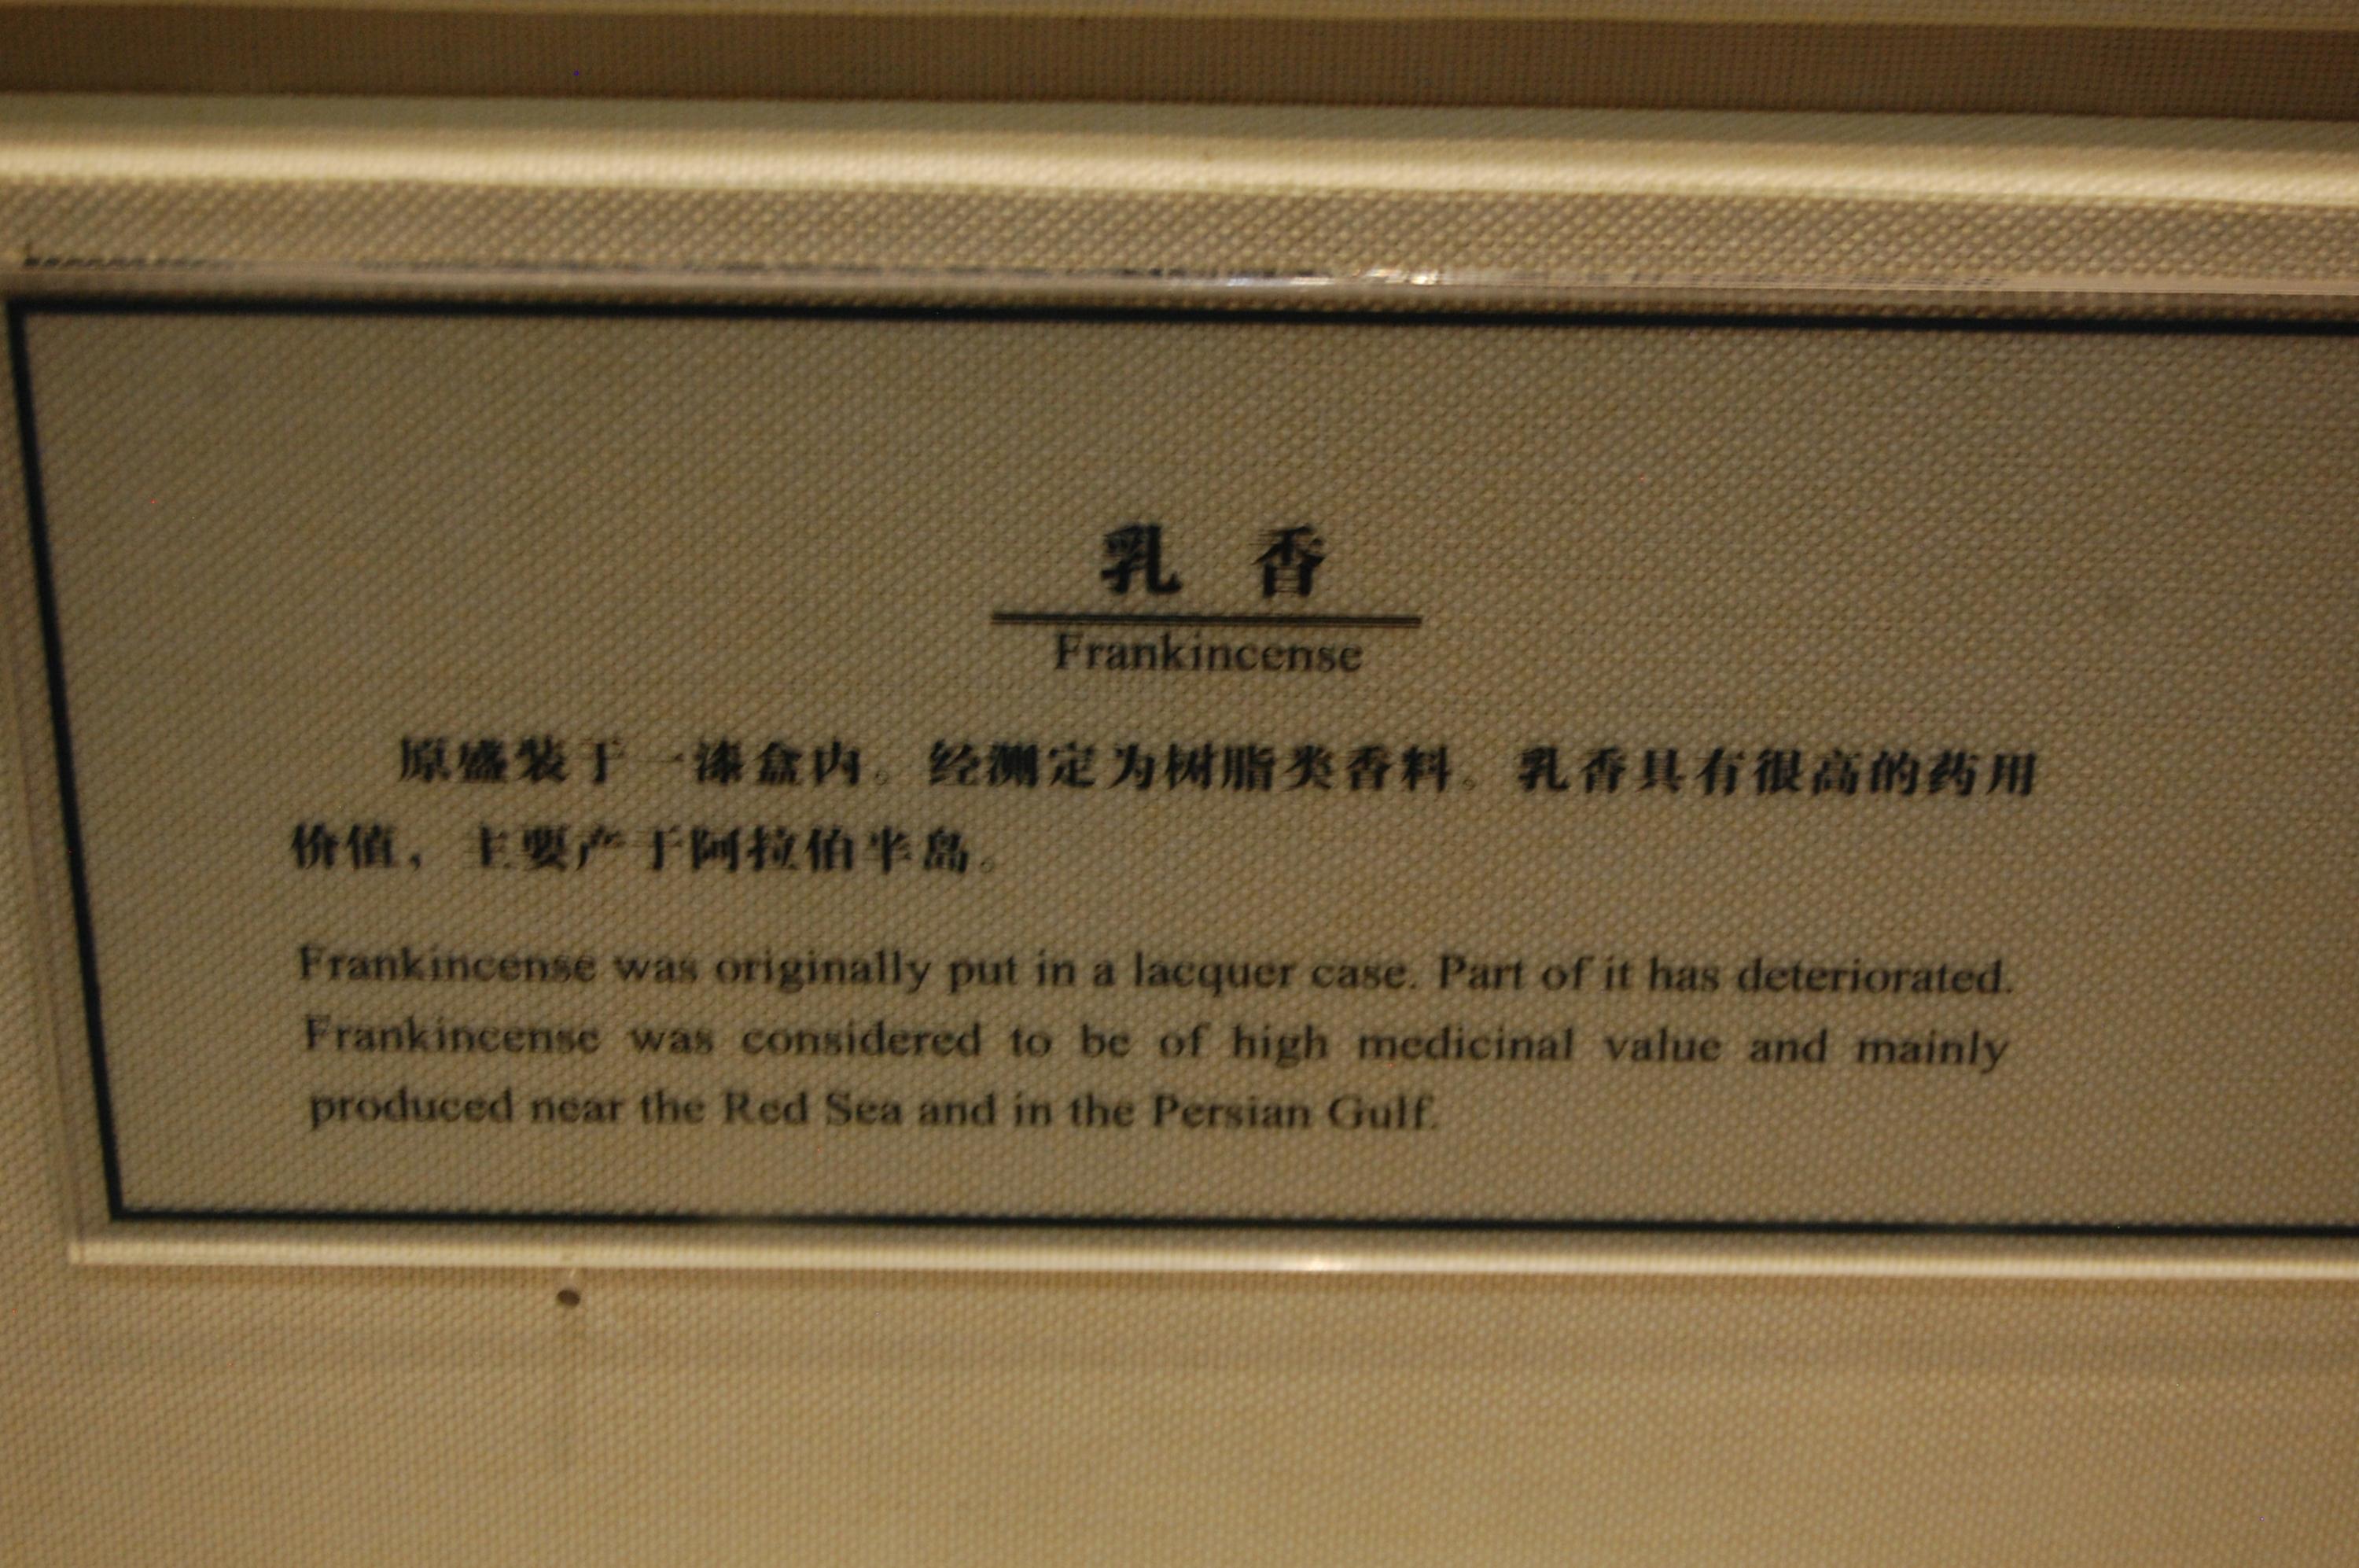 乳香
Frankincense
原盛装于一漆盒内。经测定为树脂类香料。乳香具有很高的药用
价值，主要产于阿拉伯半岛。
Frankincense was originally put in a lacquer case. Part of it has deteriorated.
Frankincense was considered to be of high medicinal value and mainly
produced near the Red Sea and in the Persian Gulf.